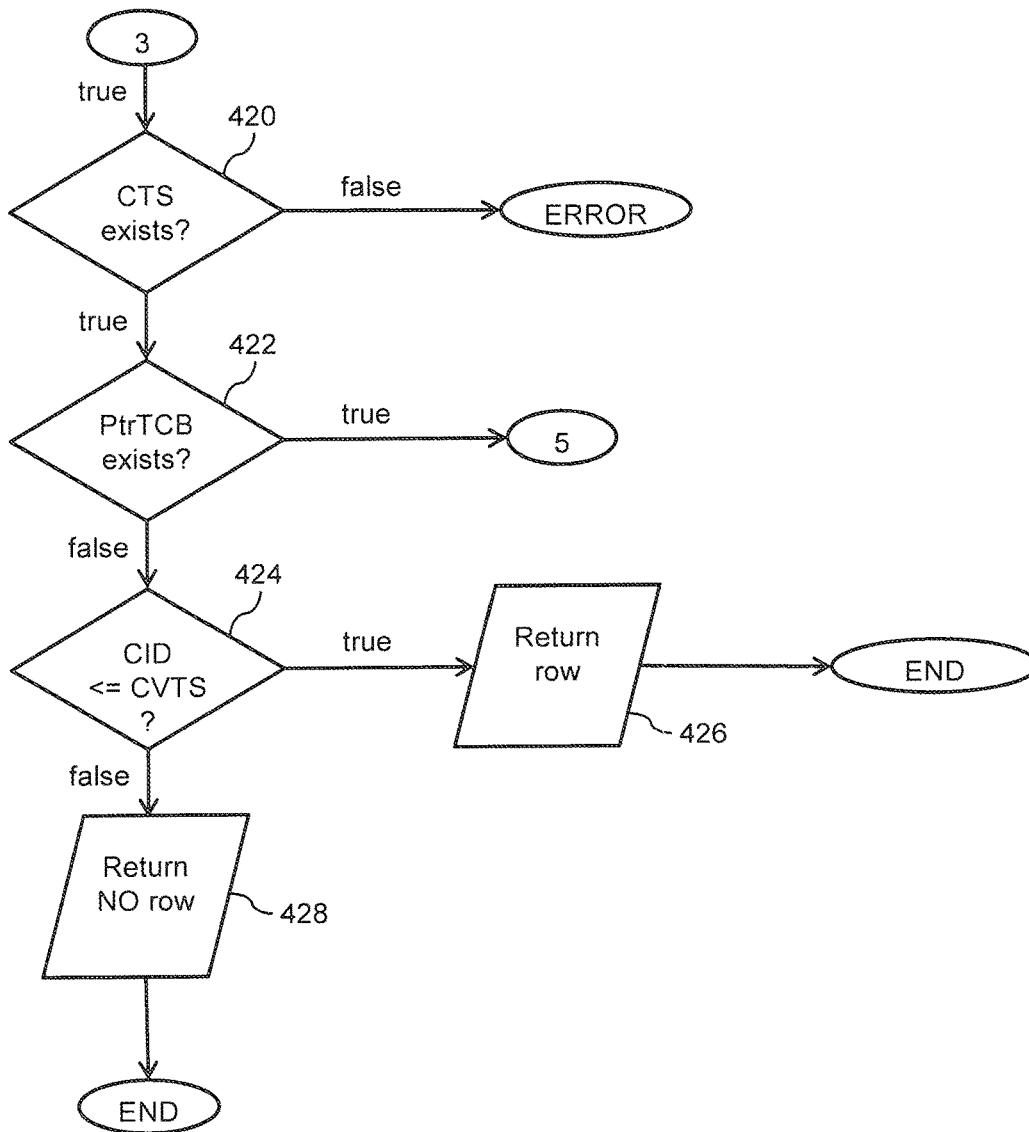 3
true
420
CTS
exists?
false
ERROR
true
422
PtrTCB
exists?
true
5
false
424
CID
<= CVTS
?
true
Return
row
426
END
false
Return
NO row
428
END